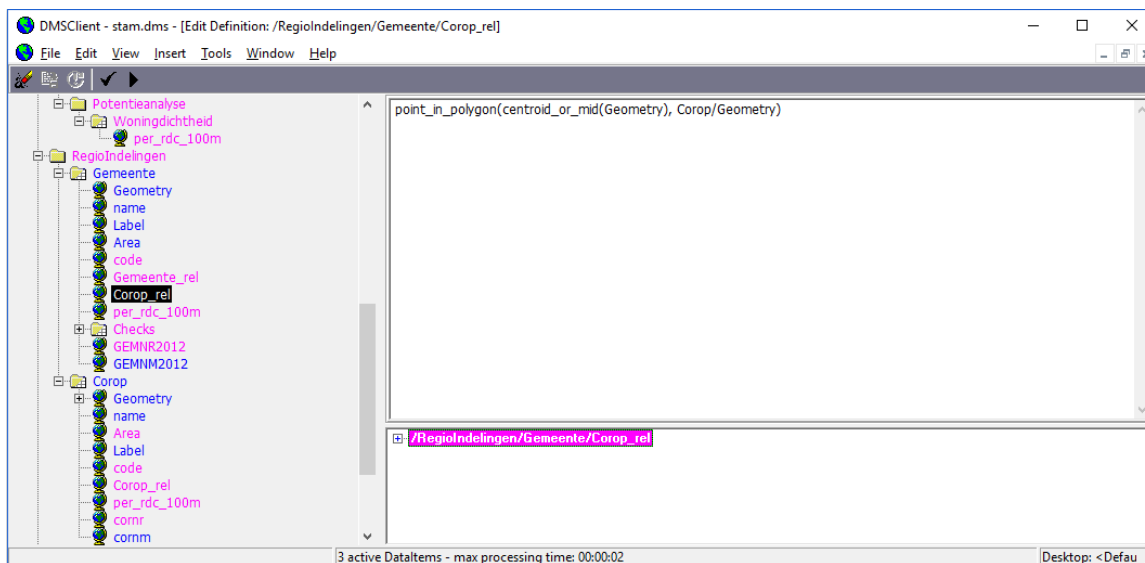 DMSClient - stam.dms - [Edit Definition: /RegioIndelingen/Gemeente/Corop_rel]
File Edit View Insert Tools Window Help
Potentieanalyse
Woningdichtheid
per_rdc_100m
RegioIndelingen
Gemeente
Geometry
name
Label
Area
code
Gemeente_rel
Corop_rel
per_rdc_100m
Checks
GEMNR2012
GEMNM2012
Corop
Geometry
name
Area
Label
code
Corop_rel
per_rdc_100m
cornr
cornm
point_in_polygon(centroid_or_mid(Geometry), Corop/Geometry)
/RegioIndelingen/Gemeente/Corop_rel
3 active DataItems - max processing time: 00:00:02
Desktop: <Defau